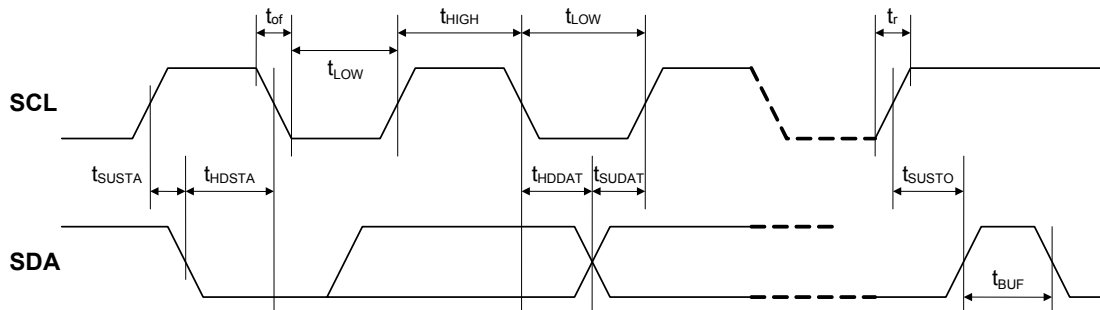 tof
tHIGH
tLOW
tr
tLOW
SCL
tSUSTA
tHDSTA
tHDDAT
tSUDAT
tSUSTO
SDA
tBUF